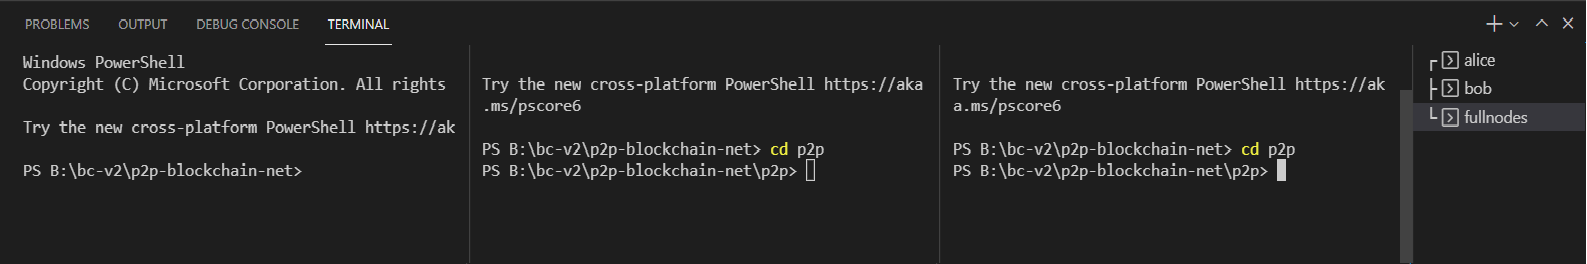 PROBLEMS OUTPUT DEBUG CONSOLE TERMINAL
Windows PowerShell
Copyright (C) Microsoft Corporation. All rights
Try the new cross-platform PowerShell https://ak
PS B:\bc-v2\p2p-blockchain-net>
Try the new cross-platform PowerShell https://aka
.ms/pscore6
PS B:\bc-v2\p2p-blockchain-net> cd p2p
PS B:\bc-v2\p2p-blockchain-net\p2p>
Try the new cross-platform PowerShell https://ak
a.ms/pscore6
PS B:\bc-v2\p2p-blockchain-net> cd p2p
PS B:\bc-v2\p2p-blockchain-net\p2p>
alice
bob
fullnodes